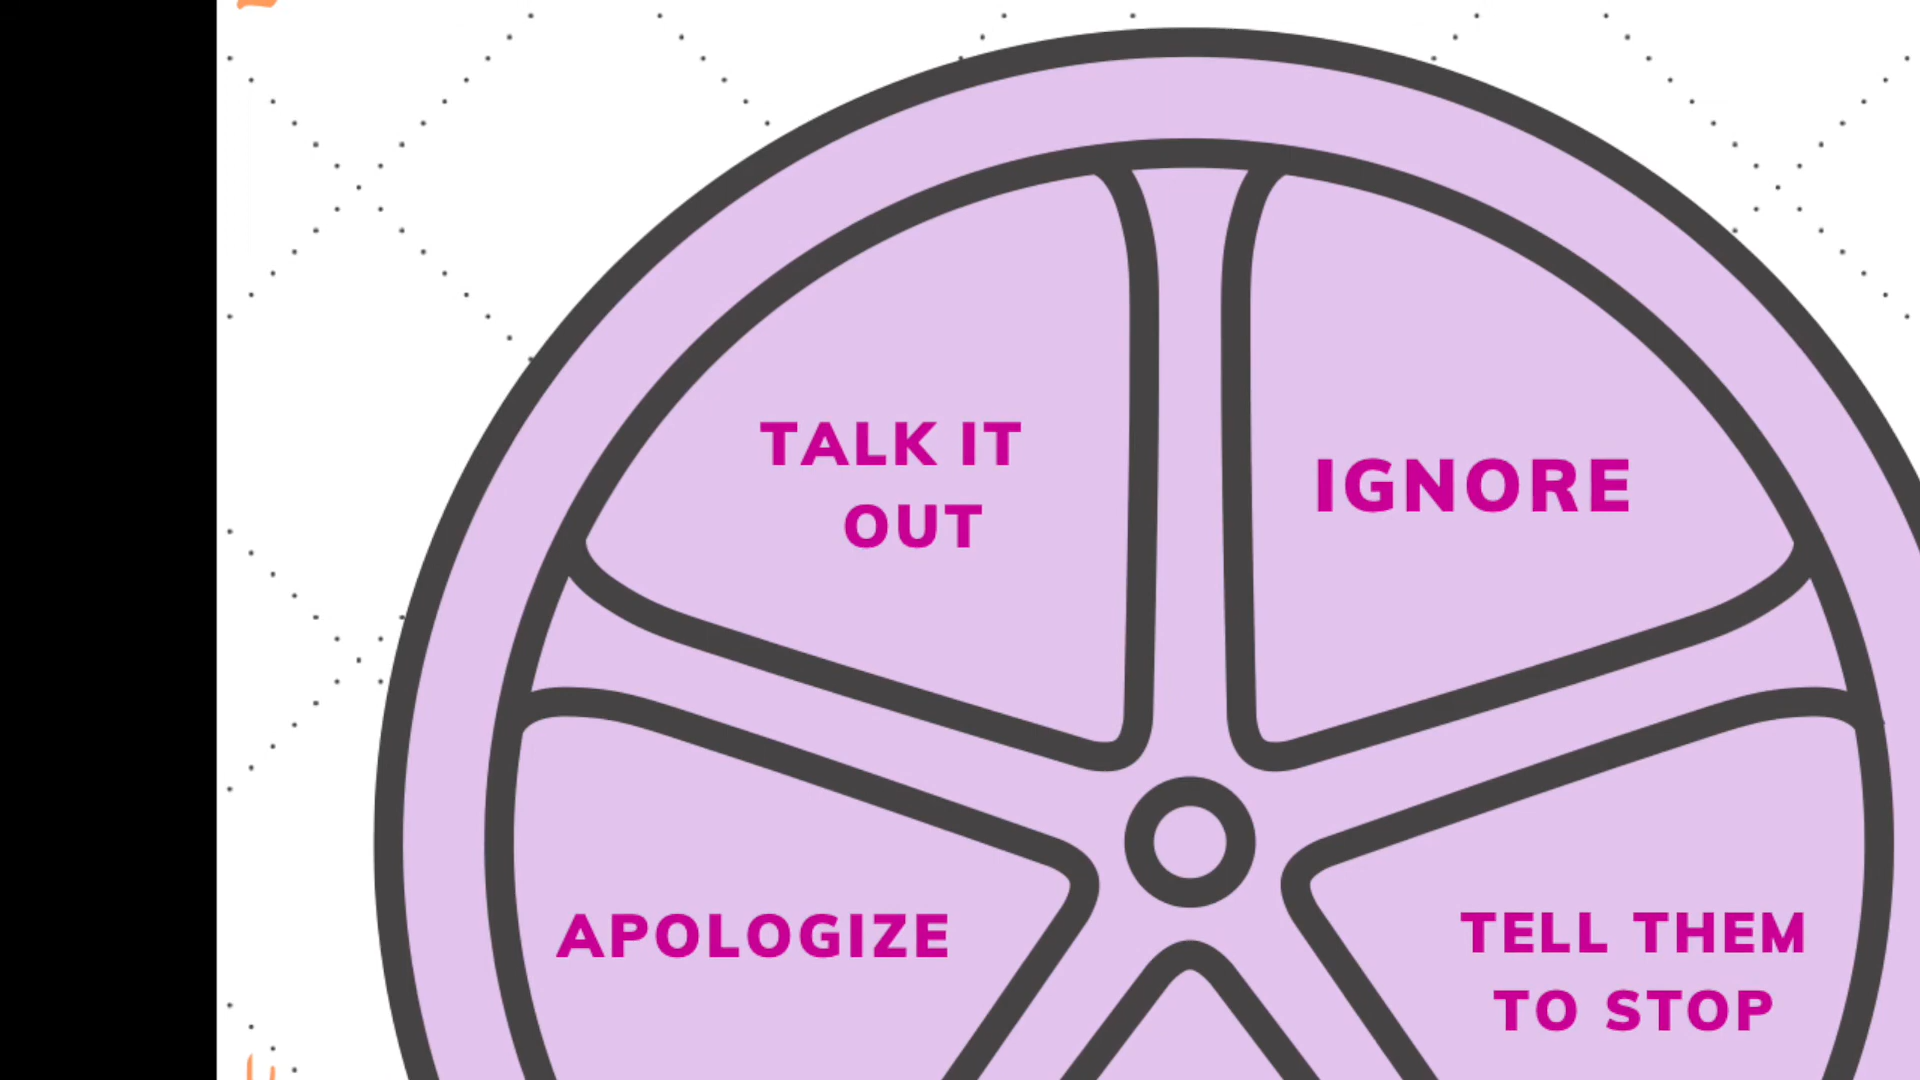 TALK IT
OUT
IGNORE
APOLOGIZE
TELL THEM
TO STOP